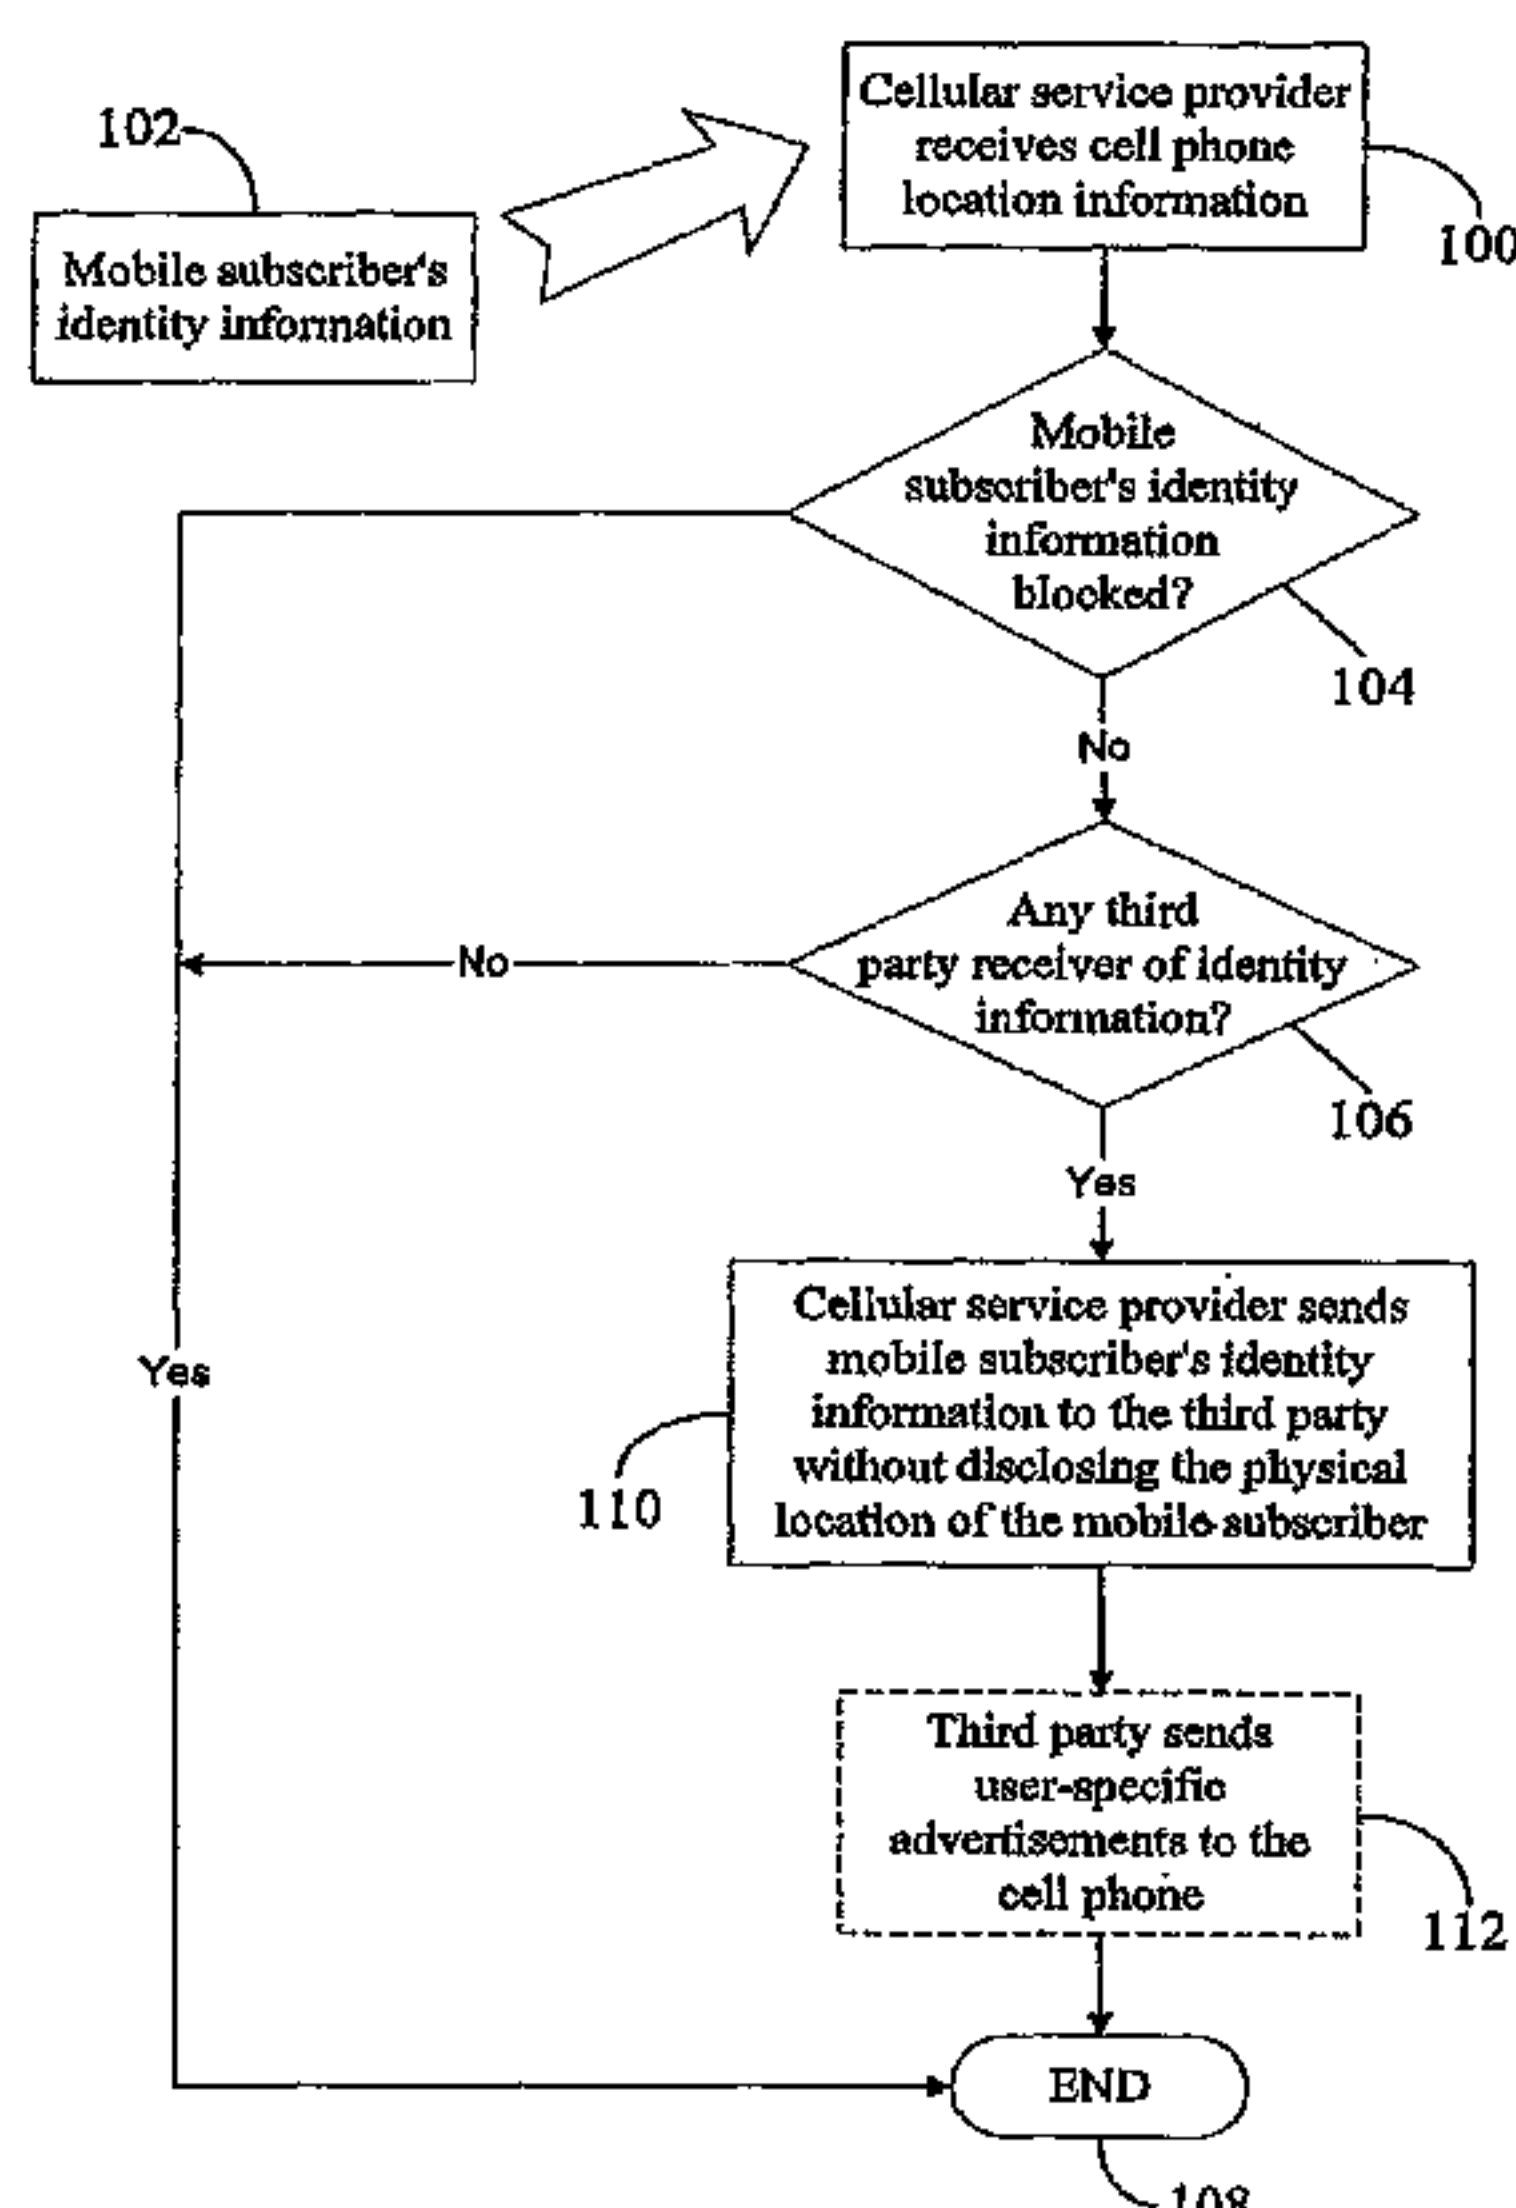 Cellular service provider
receives cell phone
location information
100
102
Mobile subscriber's
identity information
Mobile
subscriber's identity
information
blocked?
104
No
Any third
party receiver of identity
information?
106
No
Yes
Cellular service provider sends
mobile subscriber's identity
information to the third party
without disclosing the physical
location of the mobile subscriber
110
Yes
Third party sends
user-specific
advertisements to the
cell phone
112
END
108